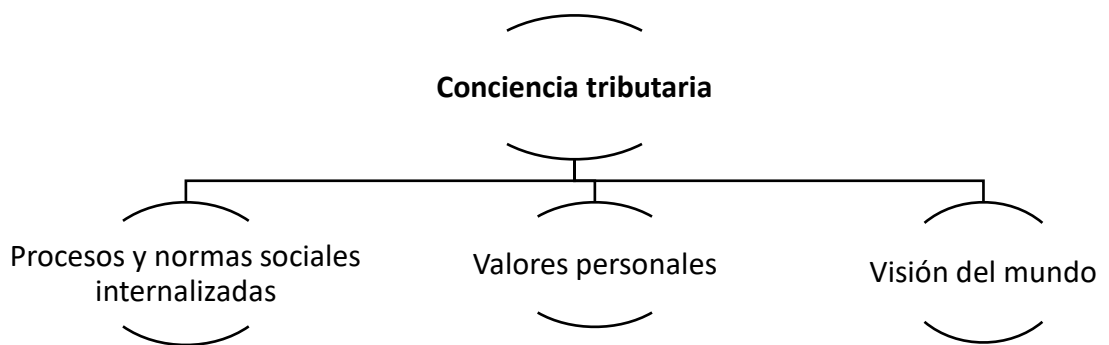 Conciencia tributaria
Procesos y normas sociales
internalizadas
Valores personales
Visión del mundo